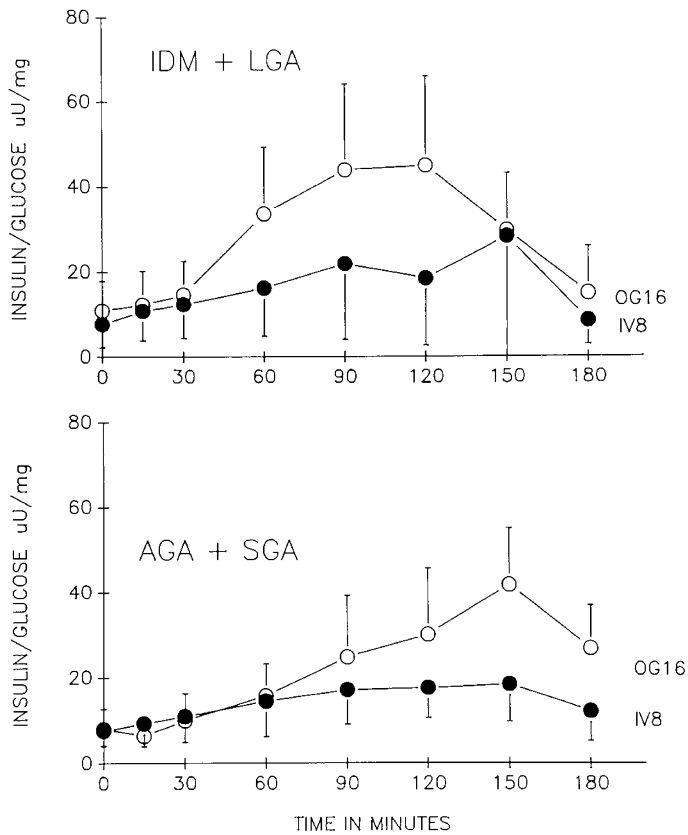 80
IDM + LGA
60
40
20
0
INSULIN/GLUCOSE uU/mg
OG16
IV8
0 30 60 90 120 150 180
80
60
AGA + SGA
40
20
0
INSULIN/GLUCOSE uU/mg
OG16
IV8
0 30 60 90 120 150 180
TIME IN MINUTES